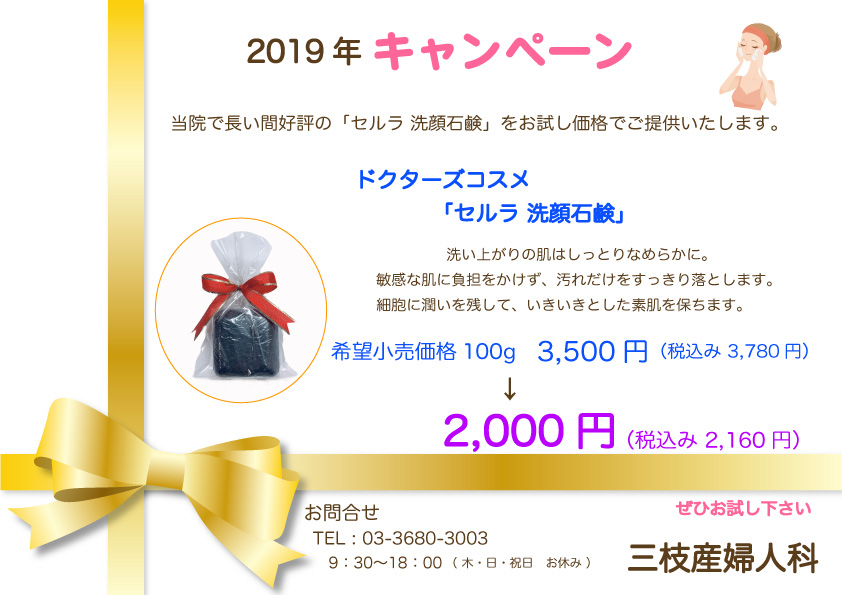 2019年 キャンペーン
当院で長い間好評の「セルラ 洗顔石鹸」をお試し価格でご提供いたします。
ドクターズコスメ
「セルラ 洗顔石鹸」
洗い上がりの肌はしっとりなめらかに。
敏感な肌に負担をかけず、汚れだけをすっきり落とします。
細胞に潤いを残して、いきいきとした素肌を保ちます。
希望小売価格 100g 3,500 円（税込み 3,780 円）
↓
2,000 円（税込み 2,160 円）
お問合せ
TEL : 03-3680-3003
9：30〜18：00（ 木・日・祝日 お休み ）
ぜひお試し下さい
三枝産婦人科